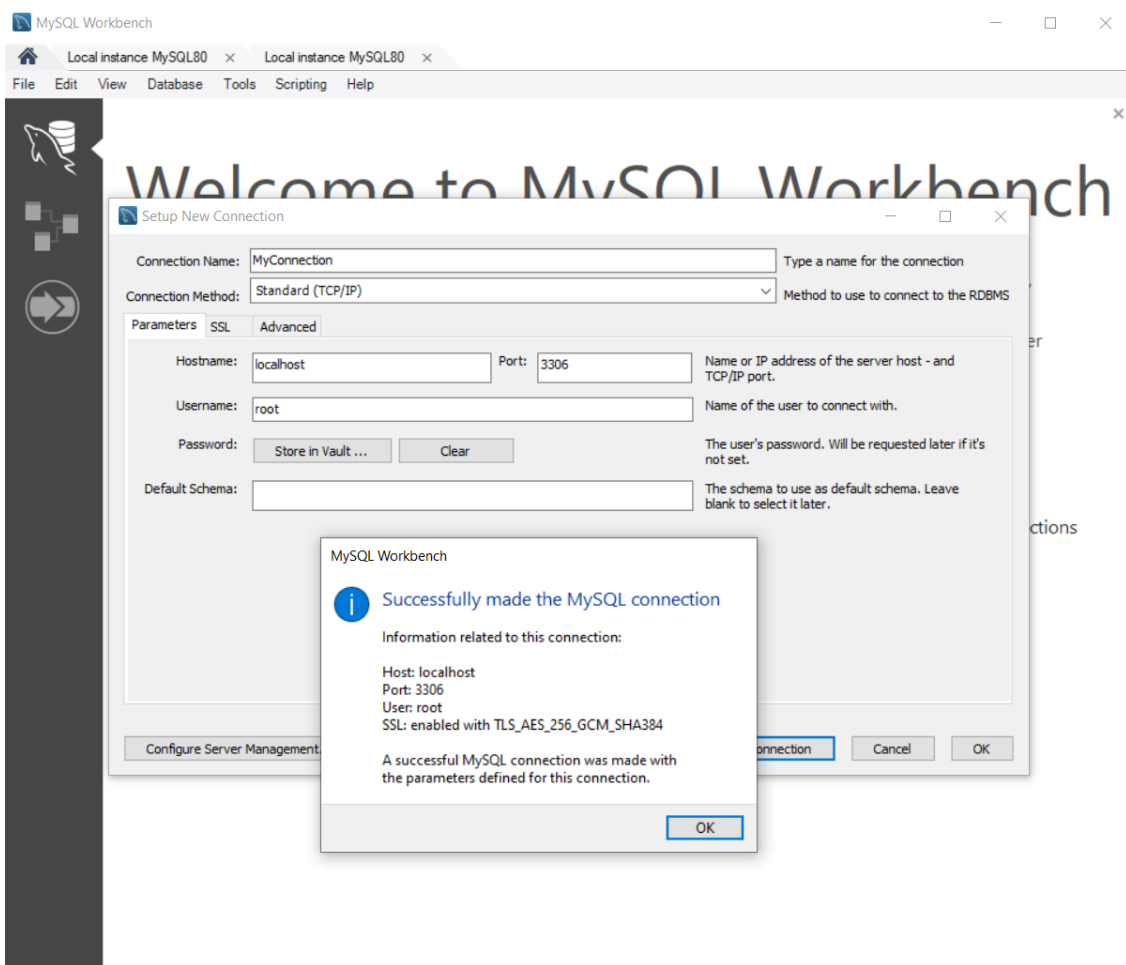 MySQL Workbench
Local instance MySQL80 Local instance MySQL80
File Edit View Database Tools Scripting Help
Welcome to MySQL Workbench
Setup New Connection
Connection Name: MyConnection Type a name for the connection
Connection Method: Standard (TCP/IP) Method to use to connect to the RDBMS
Parameters SSL Advanced
Hostname: localhost Port: 3306 Name or IP address of the server host - and
TCP/IP port.
er
Username: root Name of the user to connect with.
Password: Store in Vault ... Clear The user's password. Will be requested later if it's
not set.
Default Schema: The schema to use as default schema. Leave
blank to select it later.
ctions
MySQL Workbench
Successfully made the MySQL connection
Information related to this connection:
Host: localhost
Port: 3306
User: root
SSL: enabled with TLS_AES_256_GCM_SHA384
A successful MySQL connection was made with
the parameters defined for this connection.
OK
Configure Server Management. onnection Cancel OK